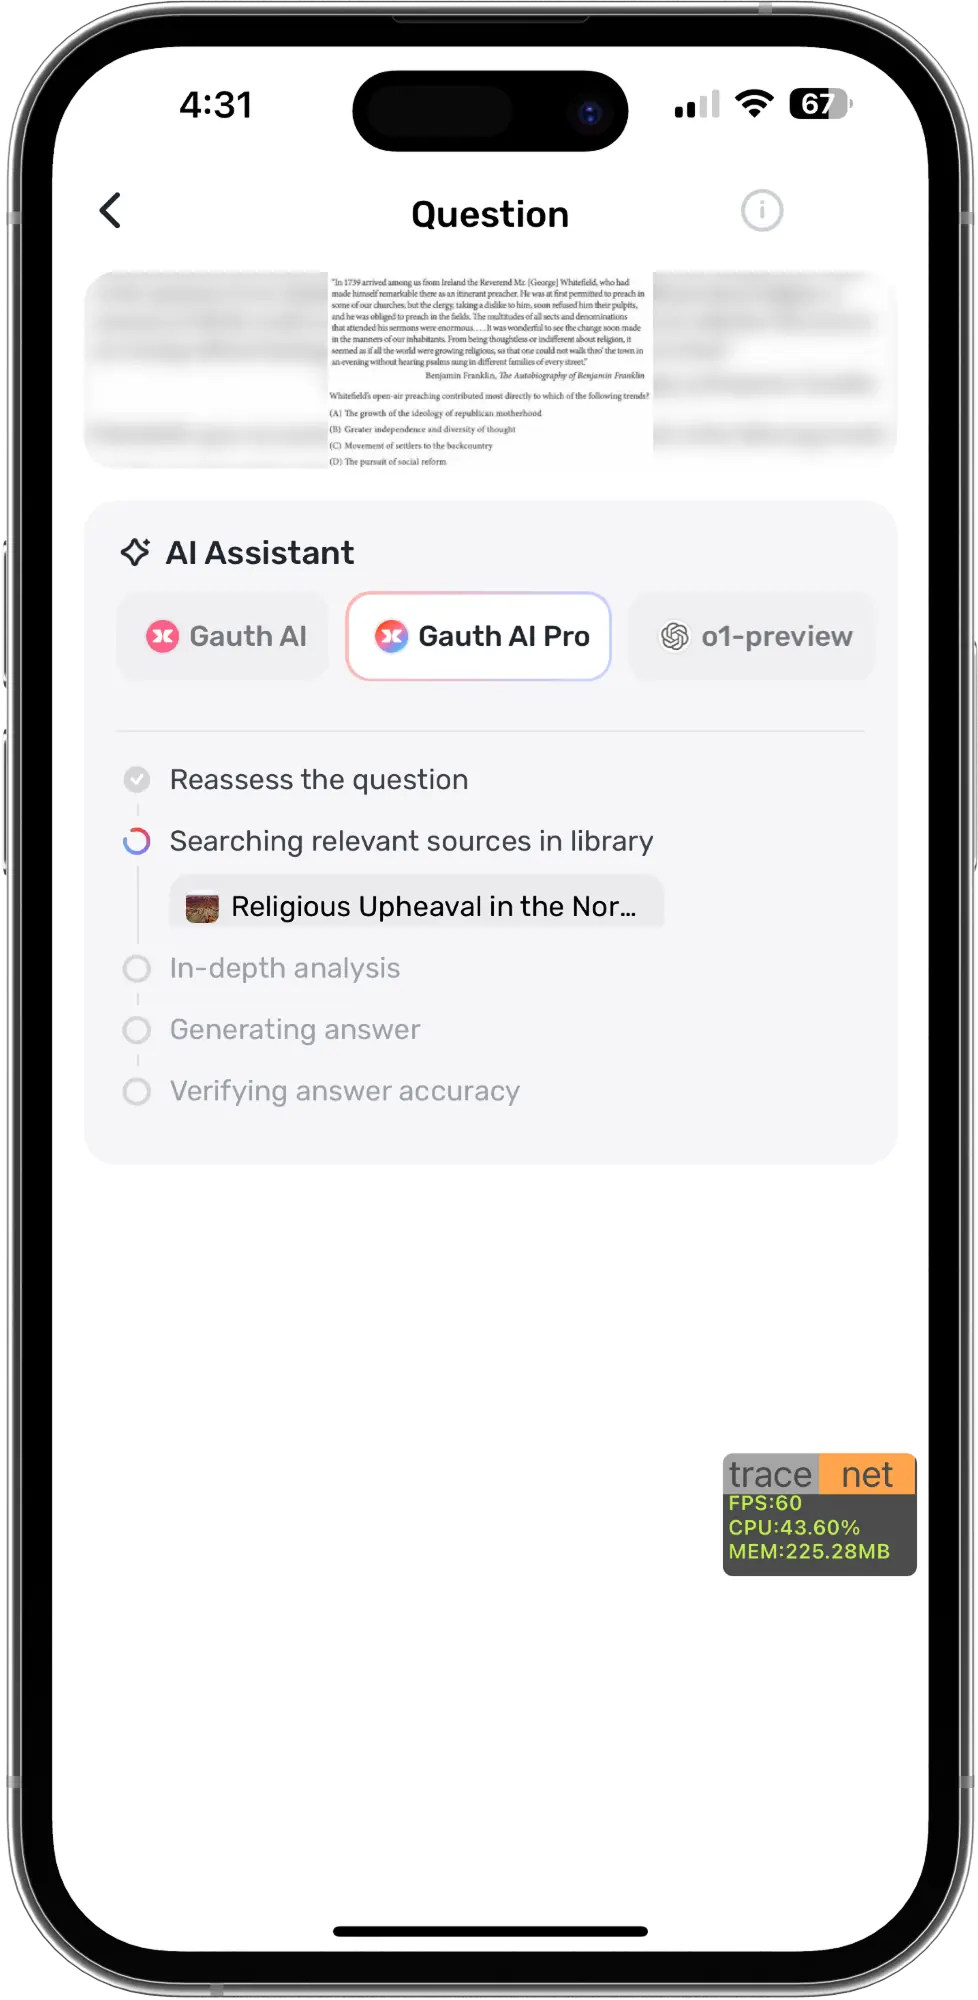 4:31
67
Question
"In 1739 arrived among us from Ireland the Reverend Mr. [George] Whitefield, who had
made himself remarkable there as an itinerant preacher. He was at first permitted to preach in
some of our churches, but the clergy, taking a dislike to him, soon refused him their pulpits,
and he was obliged to preach in the fields. The multitudes of all sects and denominations
that attended his sermons were enormous. . . . It was wonderful to see the change soon made
in the manners of our inhabitants. From being thoughtless or indifferent about religion, it
seemed as if all the world were growing religious, so that one could not walk thro' the town in
an evening without hearing psalms sung in different families of every street."
Benjamin Franklin, The Autobiography of Benjamin Franklin
Whitefield's open-air preaching contributed most directly to which of the following trends?
(A) The growth of the ideology of republican motherhood
(B) Greater independence and diversity of thought
(C) Movement of settlers to the backcountry
(D) The pursuit of social reform
AI Assistant
Gauth AI
Gauth AI Pro
o1-preview
Reassess the question
Searching relevant sources in library
Religious Upheaval in the Nor...
In-depth analysis
Generating answer
Verifying answer accuracy
trace net
FPS:60
CPU:43.60%
MEM:225.28MB